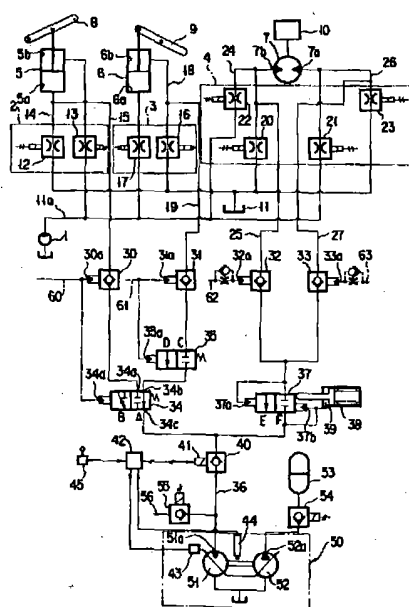 8 9 10
5b 6b 24 7 7b 7a
5 6 18 4 26
5a 6a
14 15 22
2 13 3 16 20 21 23
12 17
11a 11
19
1 25 27
30a 30 31a 31 32a 32 33 33a 63
60 61 62
D C 35
35a
34a 34b 37
34a 34
B A 34c 37a E F 39 38
37b
42 41 40
45 53
36
56 55 44 54
51a 52a 50
43 51 52